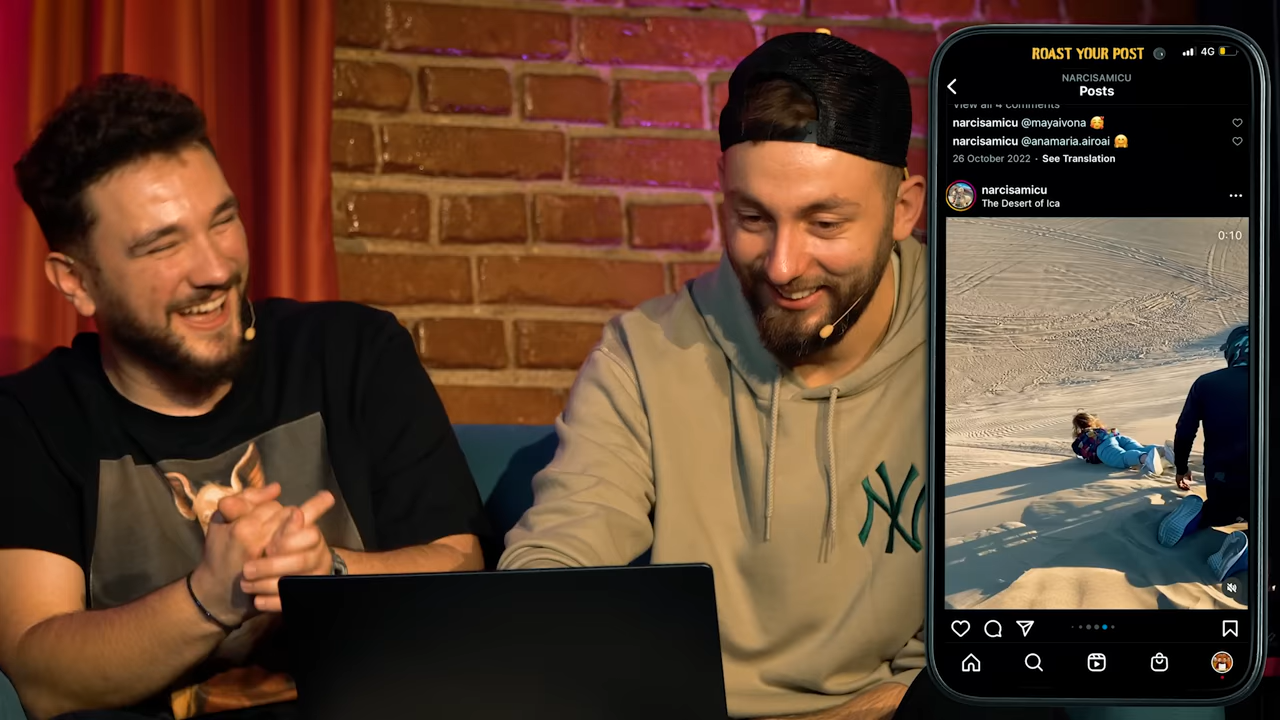 ROAST YOUR POST
4G
NARCISAMICU
Posts
View all 4 comments
narcisamicu @mayaivona 🥰
narcisamicu @anamaria.airoai 🤗
26 October 2022 · See Translation
narcisamicu
The Desert of Ica
0:10
NY